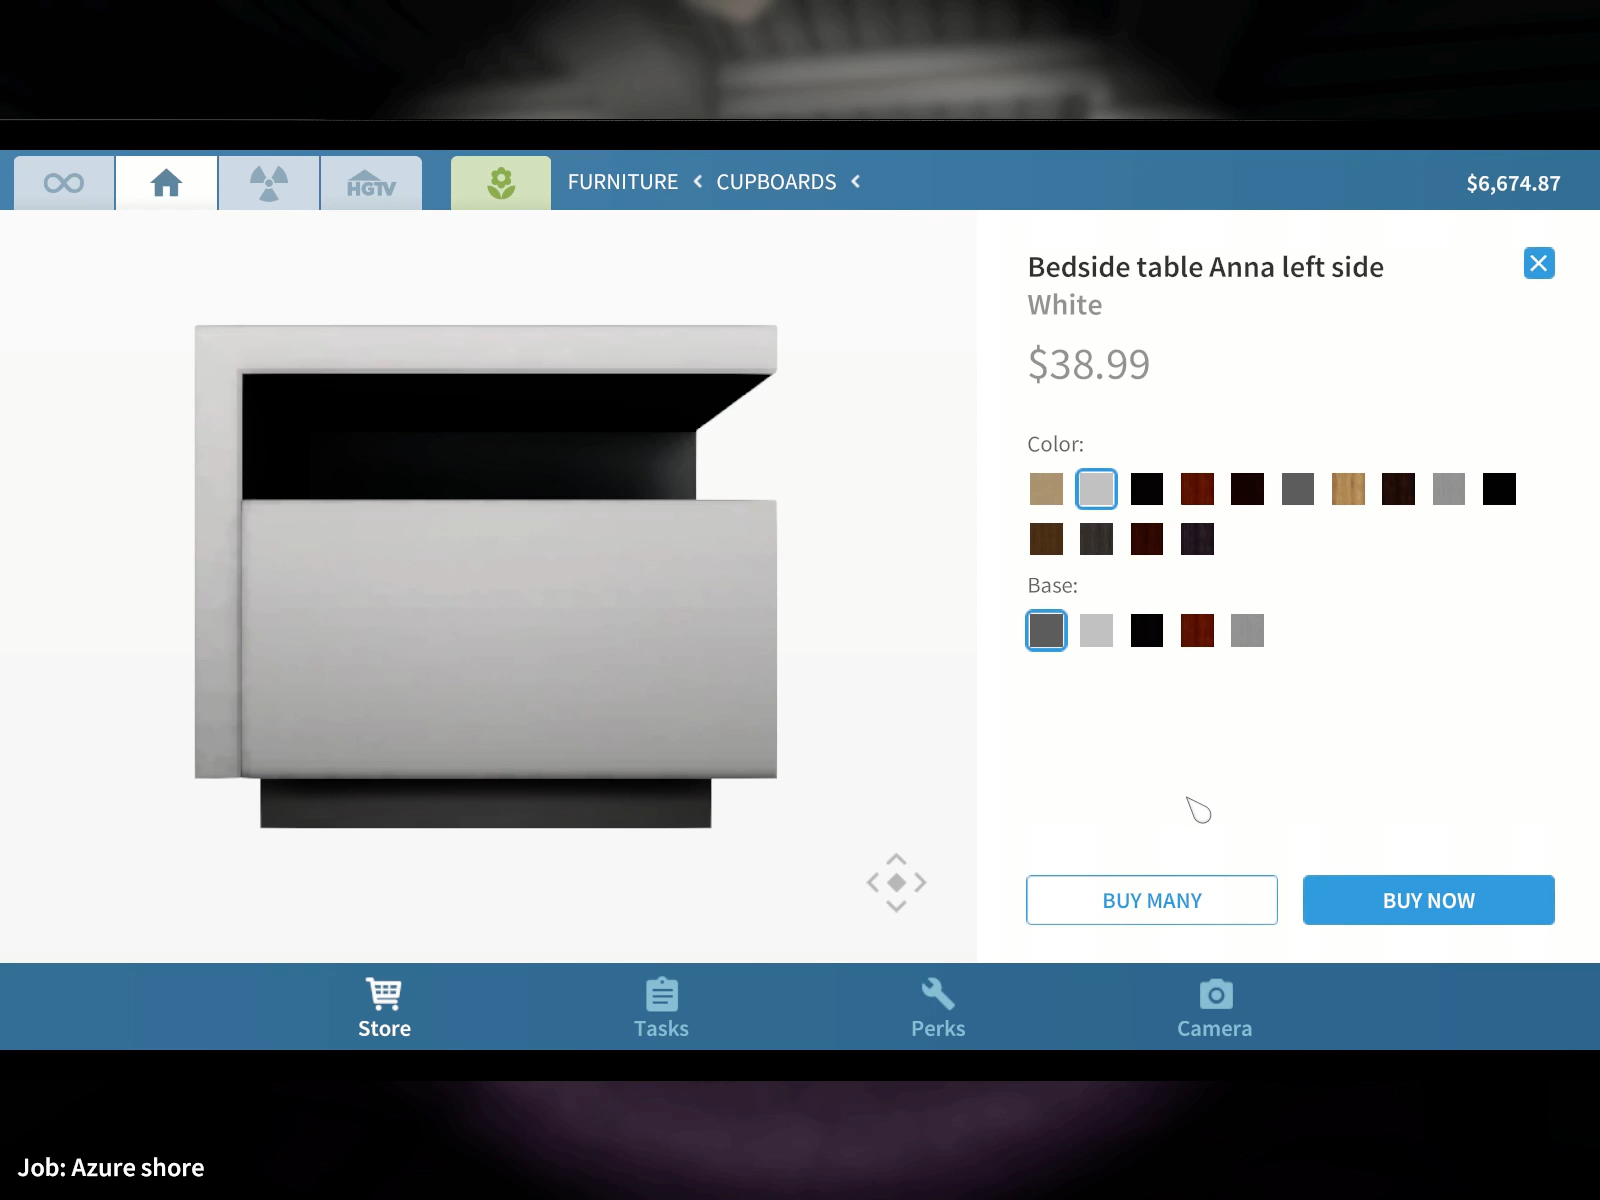 HGTV
FURNITURE < CUPBOARDS <
$6,674.87
Bedside table Anna left side
White
$38.99
Color:
Base:
BUY MANY
BUY NOW
Store
Tasks
Perks
Camera
Job: Azure shore